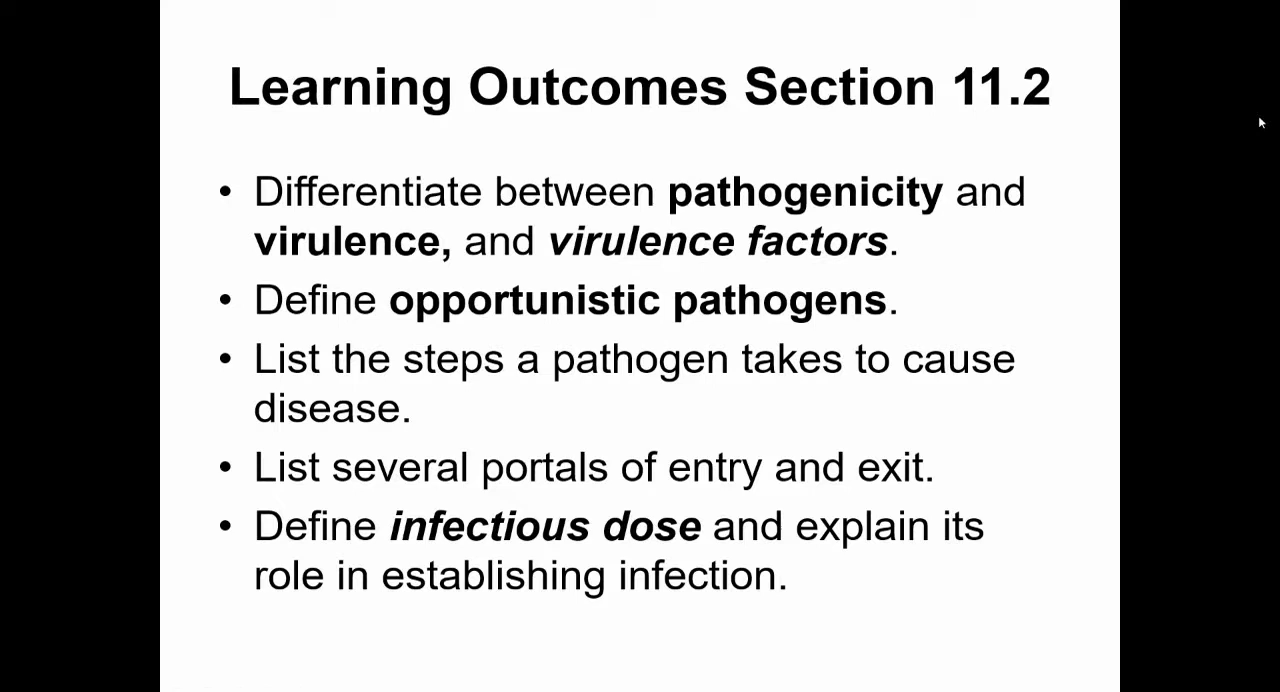 Learning Outcomes Section 11.2
• Differentiate between pathogenicity and
virulence, and virulence factors.
• Define opportunistic pathogens.
• List the steps a pathogen takes to cause
disease.
• List several portals of entry and exit.
• Define infectious dose and explain its
role in establishing infection.